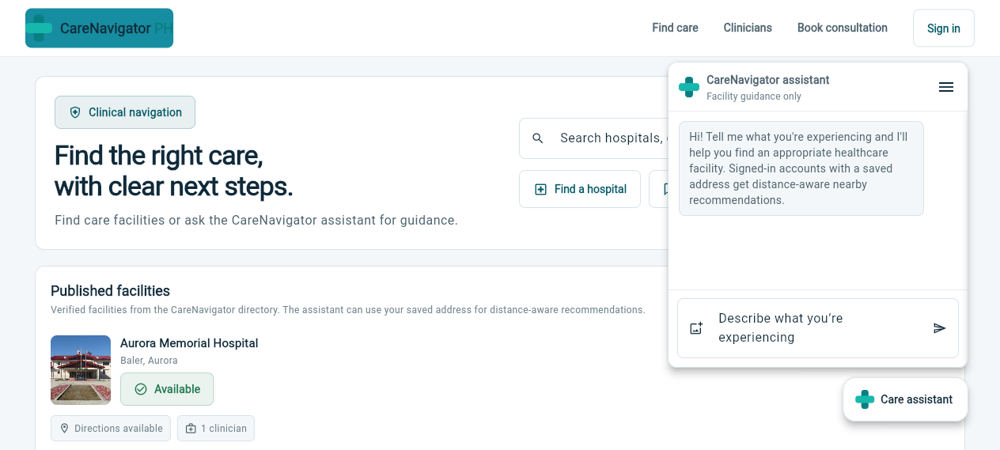 CareNavigator PH
Find care
Clinicians
Book consultation
Sign in
Clinical navigation
Find the right care,
with clear next steps.
Find care facilities or ask the CareNavigator assistant for guidance.
Search hospitals,
Find a hospital
CareNavigator assistant
Facility guidance only
Hi! Tell me what you're experiencing and I'll
help you find an appropriate healthcare
facility. Signed-in accounts with a saved
address get distance-aware nearby
recommendations.
Describe what you’re
experiencing
Care assistant
Published facilities
Verified facilities from the CareNavigator directory. The assistant can use your saved address for distance-aware recommendations.
Aurora Memorial Hospital
Baler, Aurora
Available
Directions available
1 clinician